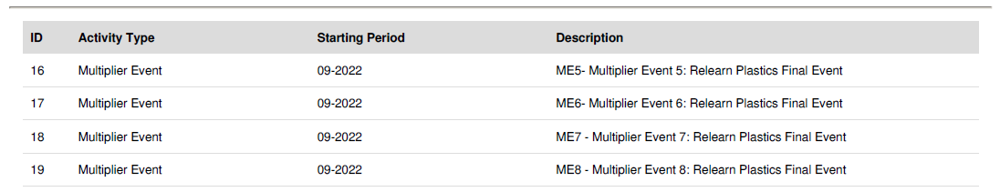 ID Activity Type Starting Period Description
16 Multiplier Event 09-2022 ME5- Multiplier Event 5: Relearn Plastics Final Event
17 Multiplier Event 09-2022 ME6- Multiplier Event 6: Relearn Plastics Final Event
18 Multiplier Event 09-2022 ME7 - Multiplier Event 7: Relearn Plastics Final Event
19 Multiplier Event 09-2022 ME8 - Multiplier Event 8: Relearn Plastics Final Event